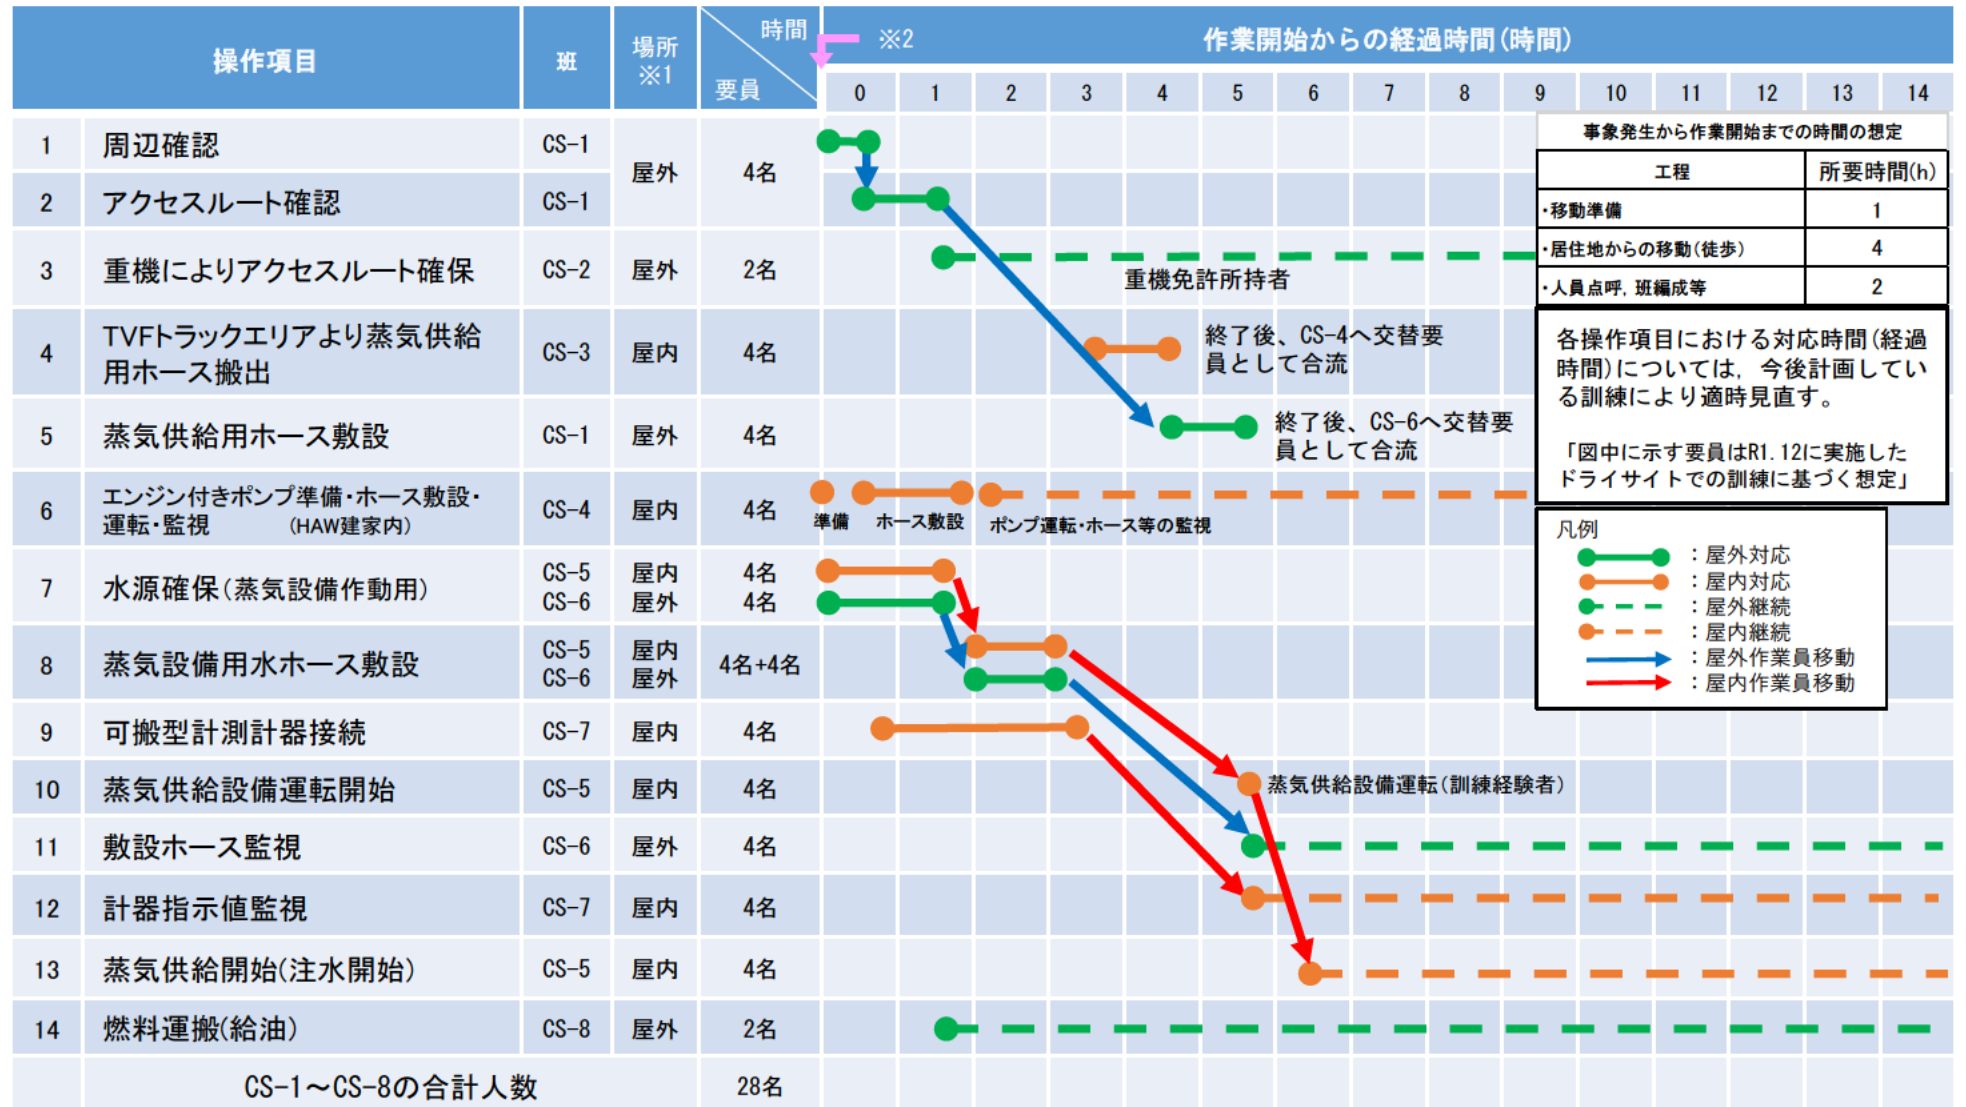 操作項目
班
場所
※1
時間
要員
※2
作業開始からの経過時間(時間)
0 1 2 3 4 5 6 7 8 9 10 11 12 13 14
1 周辺確認 CS-1
屋外 4名
2 アクセスルート確認 CS-1
3 重機によりアクセスルート確保 CS-2 屋外 2名
重機免許所持者
4 TVFトラックエリアより蒸気供給
用ホース搬出 CS-3 屋内 4名
終了後、CS-4へ交替要
員として合流
5 蒸気供給用ホース敷設 CS-1 屋外 4名
終了後、CS-6へ交替要
員として合流
6 エンジン付きポンプ準備・ホース敷設・
運転・監視 (HAW建家内) CS-4 屋内 4名
準備 ホース敷設 ポンプ運転・ホース等の監視
7 水源確保(蒸気設備作動用)
CS-5 屋内 4名
CS-6 屋外 4名
8 蒸気設備用水ホース敷設
CS-5 屋内
CS-6 屋外
4名+4名
9 可搬型計測計器接続 CS-7 屋内 4名
10 蒸気供給設備運転開始 CS-5 屋内 4名
蒸気供給設備運転(訓練経験者)
11 敷設ホース監視 CS-6 屋外 4名
12 計器指示値監視 CS-7 屋内 4名
13 蒸気供給開始(注水開始) CS-5 屋内 4名
14 燃料運搬(給油) CS-8 屋外 2名
CS-1～CS-8の合計人数 28名
事象発生から作業開始までの時間の想定
工程 所要時間(h)
・移動準備 1
・居住地からの移動(徒歩) 4
・人員点呼，班編成等 2
各操作項目における対応時間(経過
時間)については，今後計画してい
る訓練により適時見直す。
「図中に示す要員はR1.12に実施した
ドライサイトでの訓練に基づく想定」
凡例
：屋外対応
：屋内対応
：屋外継続
：屋内継続
：屋外作業員移動
：屋内作業員移動